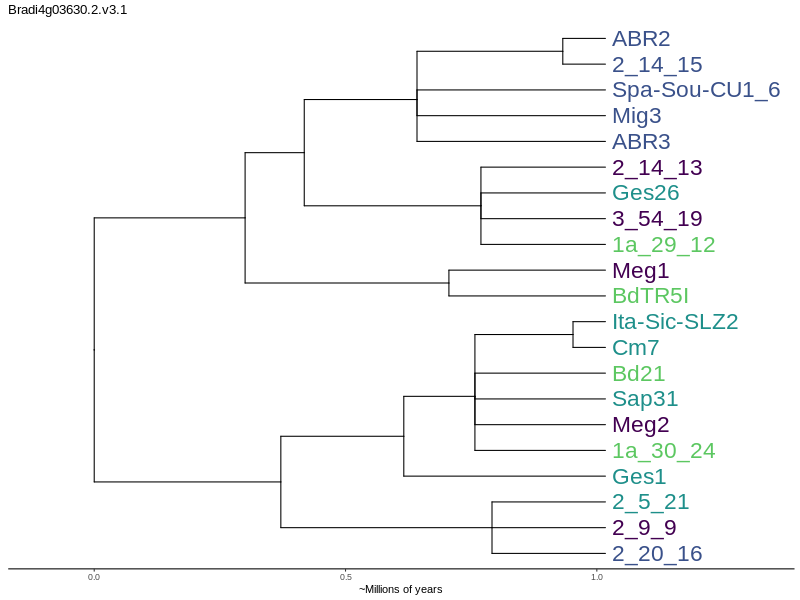 Bradi4g03630.2.v3.1
ABR2
2_14_15
Spa-Sou-CU1_6
Mig3
ABR3
2_14_13
Ges26
3_54_19
1a_29_12
Meg1
BdTR5I
Ita-Sic-SLZ2
Cm7
Bd21
Sap31
Meg2
1a_30_24
Ges1
2_5_21
2_9_9
2_20_16
0.0 0.5 1.0
~Millions of years